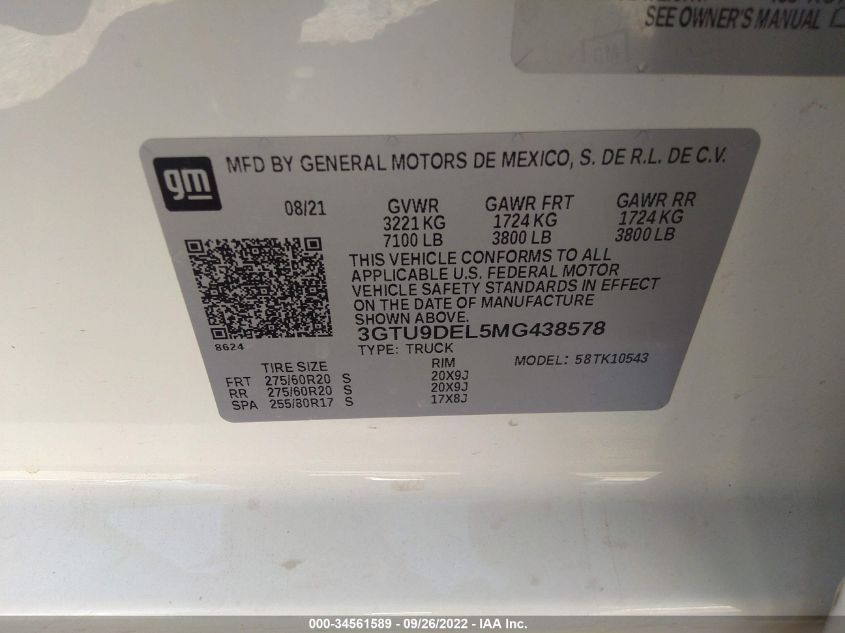 SEE OWNER'S MANUAL
GM
gm
MFD BY GENERAL MOTORS DE MEXICO, S. DE R.L. DE C.V.
08/21 GVWR GAWR FRT GAWR RR
3221 KG 1724 KG 1724 KG
7100 LB 3800 LB 3800 LB
THIS VEHICLE CONFORMS TO ALL
APPLICABLE U.S. FEDERAL MOTOR
VEHICLE SAFETY STANDARDS IN EFFECT
ON THE DATE OF MANUFACTURE
SHOWN ABOVE.
3GTU9DEL5MG438578
8624
TYPE: TRUCK MODEL: 58TK10543
TIRE SIZE RIM
FRT 275/60R20 S 20X9J
RR 275/60R20 S 20X9J
SPA 255/80R17 S 17X8J
000-34561589 - 09/26/2022 - IAA Inc.